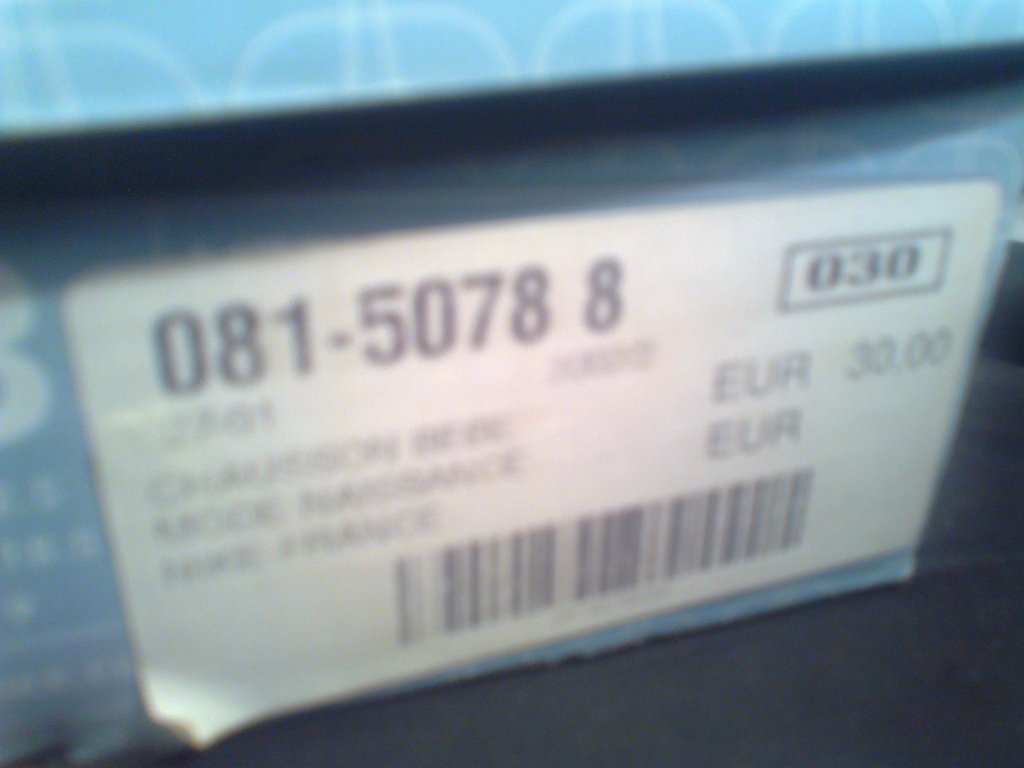 081-5078 8
030
EUR 30.00
EUR
CHAUSSON BEBE
MODE NAISSANCE
NIKE FRANCE